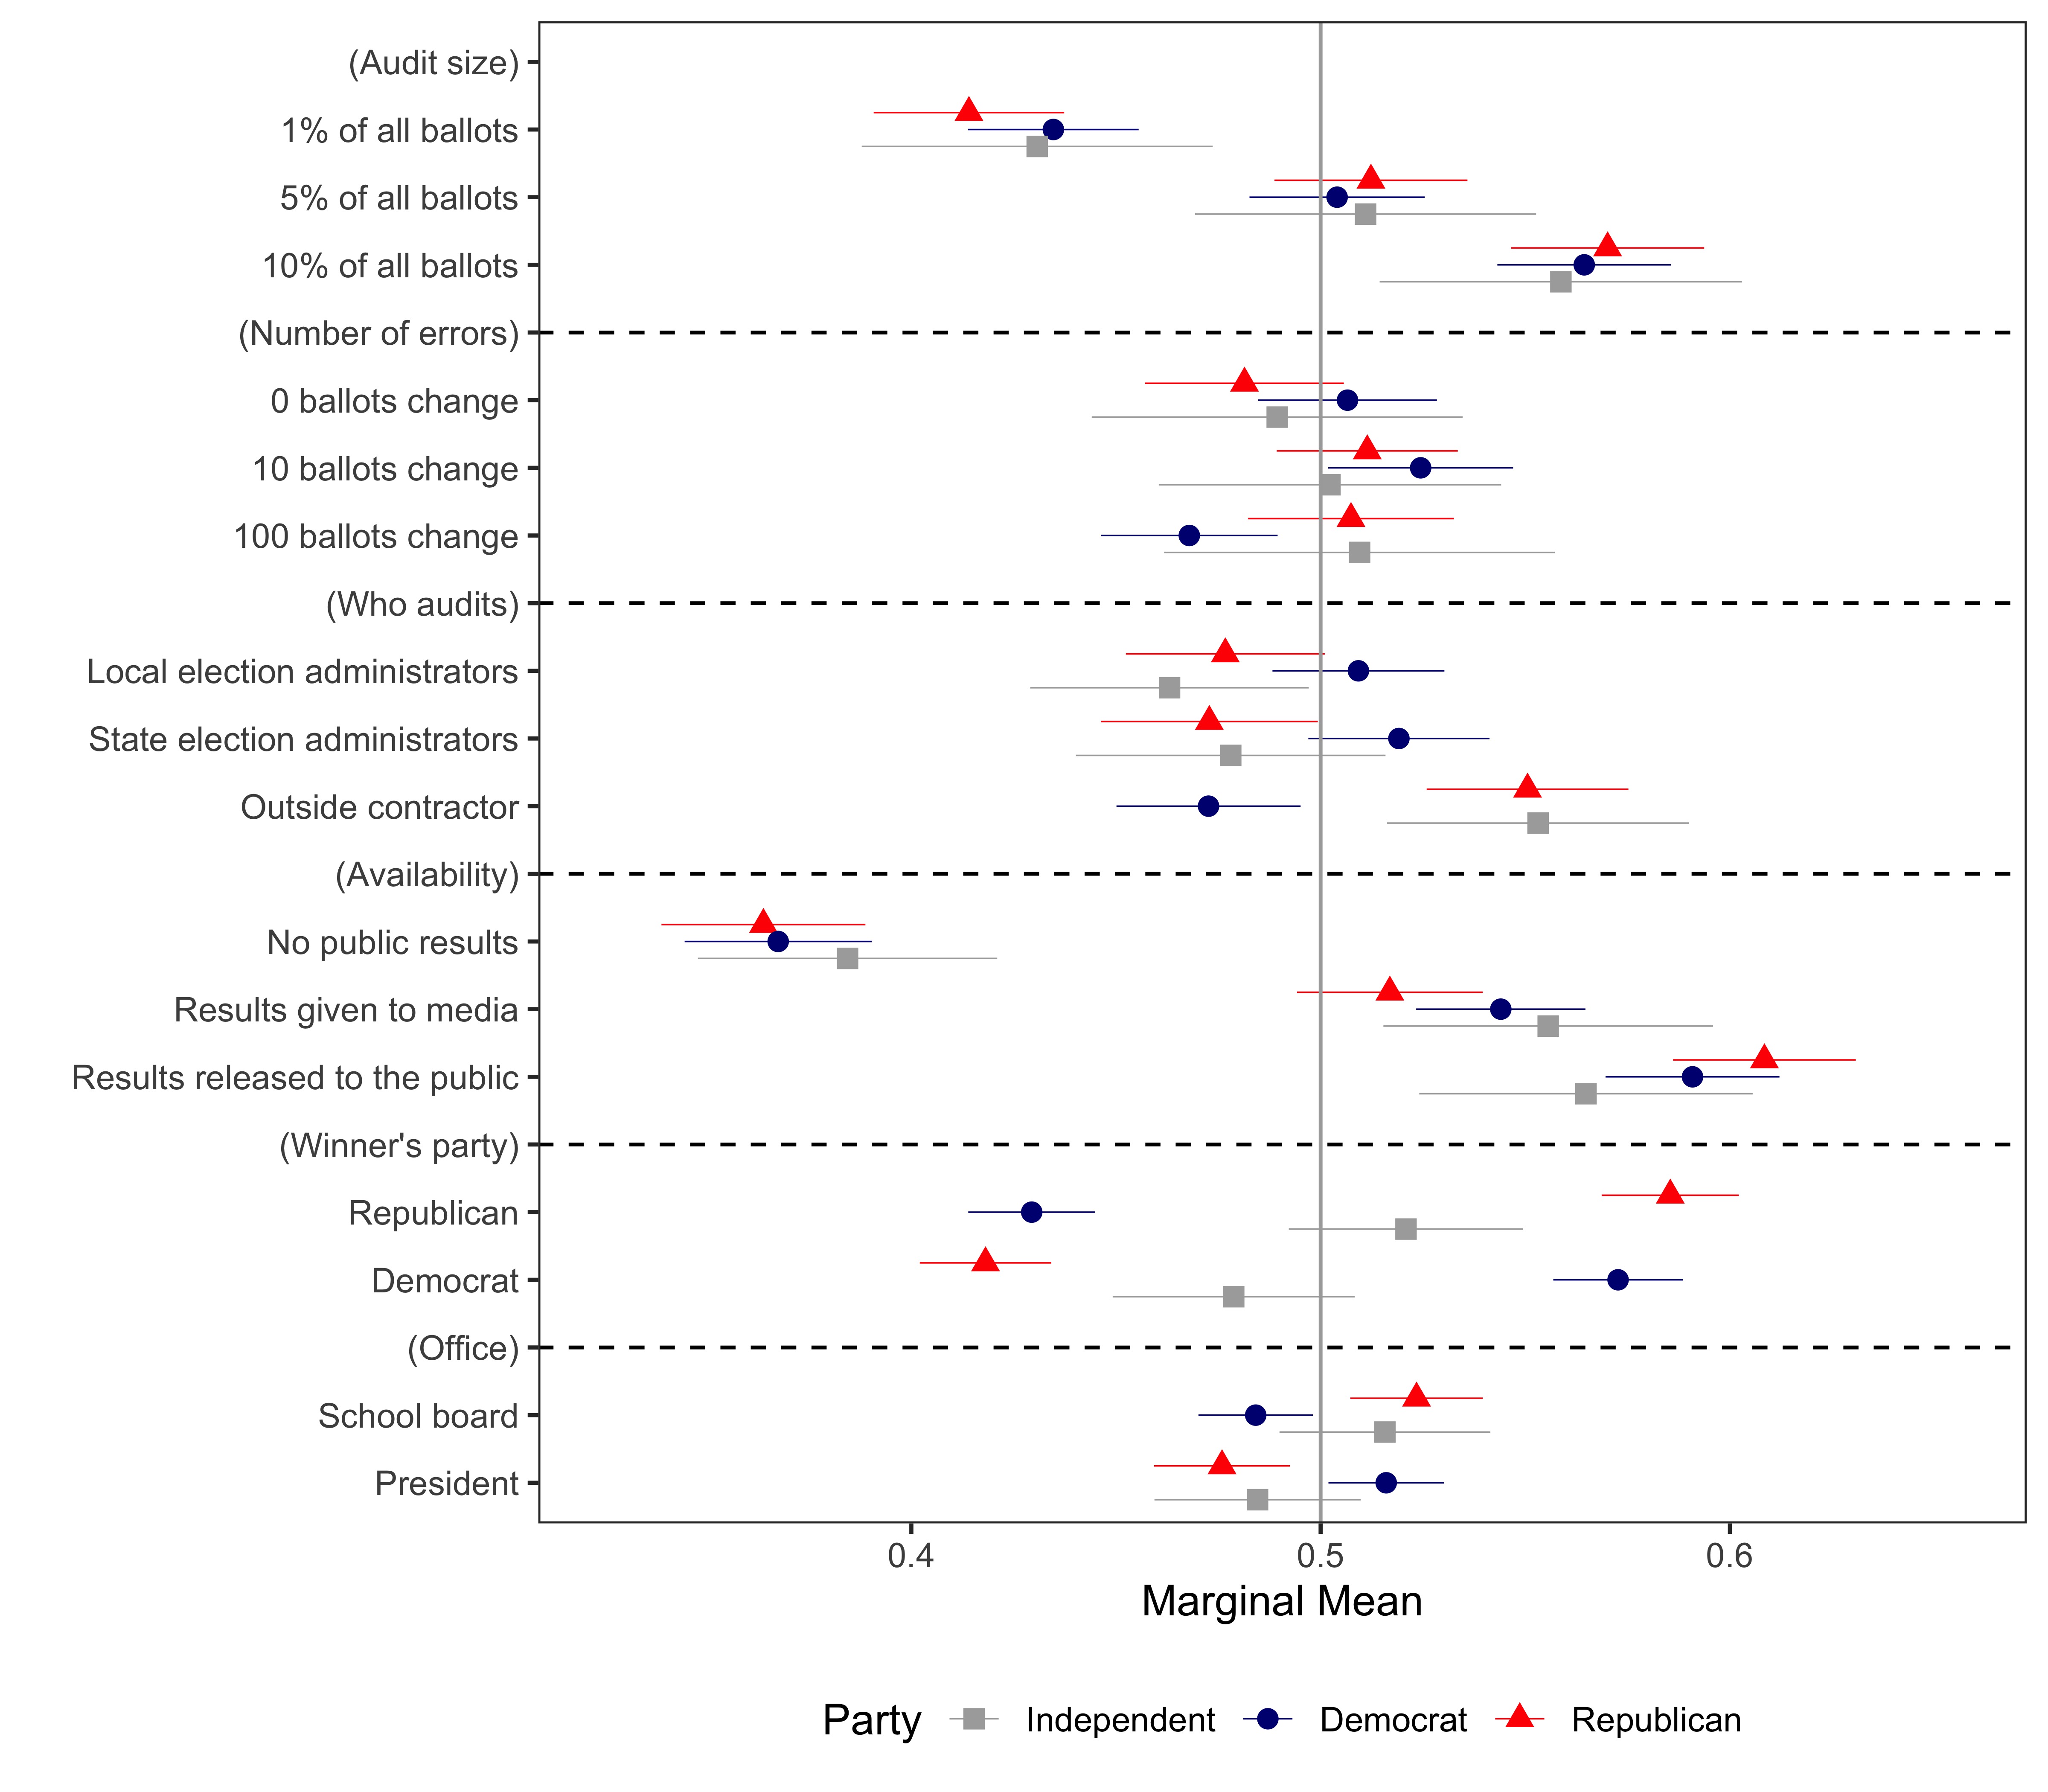 (Audit size)
1% of all ballots
5% of all ballots
10% of all ballots
(Number of errors)
0 ballots change
10 ballots change
100 ballots change
(Who audits)
Local election administrators
State election administrators
Outside contractor
(Availability)
No public results
Results given to media
Results released to the public
(Winner's party)
Republican
Democrat
(Office)
School board
President
0.4 0.5 0.6
Marginal Mean
Party Independent Democrat Republican